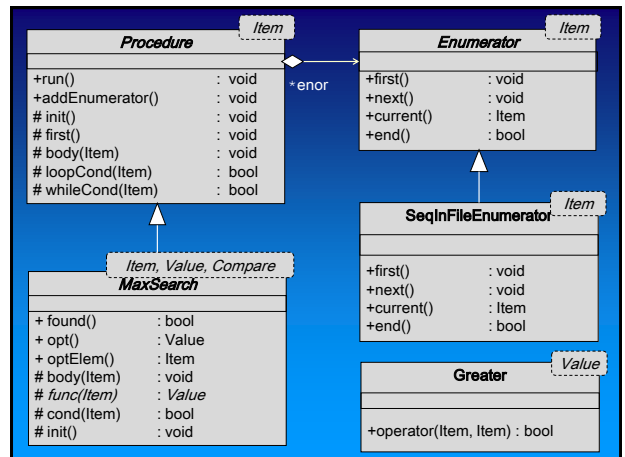 Item
Procedure
+run() : void
+addEnumerator() : void
# init() : void
# first() : void
# body(Item) : void
# loopCond(Item) : bool
# whileCond(Item) : bool
*enor
Item
Enumerator
+first() : void
+next() : void
+current() : Item
+end() : bool
Item, Value, Compare
MaxSearch
+ found() : bool
+ opt() : Value
+ optElem() : Item
# body(Item) : void
# func(Item) : Value
# cond(Item) : bool
# init() : void
Item
SeqInFileEnumerator
+first() : void
+next() : void
+current() : Item
+end() : bool
Value
Greater
+operator(Item, Item) : bool